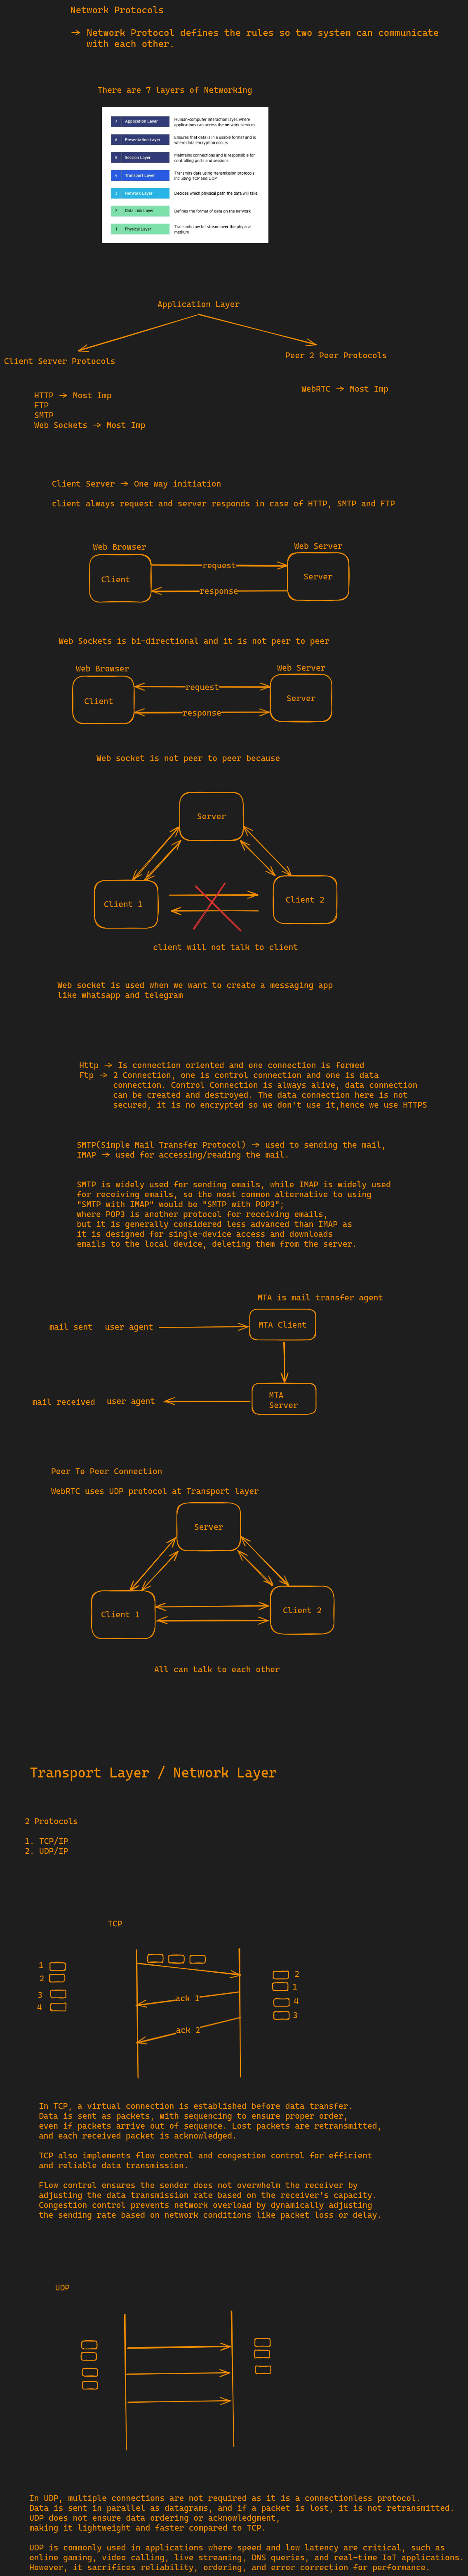 Network Protocols
-> Network Protocol defines the rules so two system can communicate
with each other.
There are 7 layers of Networking
7 Application Layer Human-computer interaction layer, where
applications can access the network services
6 Presentation Layer Ensures that data is in a usable format and is
where data encryption occurs
5 Session Layer Maintains connections and is responsible for
controlling ports and sessions
4 Transport Layer Transmits data using transmission protocols
including TCP and UDP
3 Network Layer Decides which physical path the data will take
2 Data Link Layer Defines the format of data on the network
1 Physical Layer Transmits raw bit stream over the physical
medium
Application Layer
Client Server Protocols
Peer 2 Peer Protocols
HTTP -> Most Imp
FTP
SMTP
Web Sockets -> Most Imp
WebRTC -> Most Imp
Client Server -> One way initiation
client always request and server responds in case of HTTP, SMTP and FTP
Web Browser
Web Server
Client
request
response
Server
Web Sockets is bi-directional and it is not peer to peer
Web Browser
Web Server
Client
request
response
Server
Web socket is not peer to peer because
Server
Client 1
Client 2
client will not talk to client
Web socket is used when we want to create a messaging app
like whatsapp and telegram
Http -> Is connection oriented and one connection is formed
Ftp -> 2 Connection, one is control connection and one is data
connection. Control Connection is always alive, data connection
can be created and destroyed. The data connection here is not
secured, it is no encrypted so we don't use it,hence we use HTTPS
SMTP(Simple Mail Transfer Protocol) -> used to sending the mail,
IMAP -> used for accessing/reading the mail.
SMTP is widely used for sending emails, while IMAP is widely used
for receiving emails, so the most common alternative to using
"SMTP with IMAP" would be "SMTP with POP3";
where POP3 is another protocol for receiving emails,
but it is generally considered less advanced than IMAP as
it is designed for single-device access and downloads
emails to the local device, deleting them from the server.
MTA is mail transfer agent
mail sent user agent
MTA Client
mail received user agent
MTA
Server
Peer To Peer Connection
WebRTC uses UDP protocol at Transport layer
Server
Client 1
Client 2
All can talk to each other
Transport Layer / Network Layer
2 Protocols
1. TCP/IP
2. UDP/IP
TCP
1
2
3
4
ack 1
ack 2
2
1
4
3
In TCP, a virtual connection is established before data transfer.
Data is sent as packets, with sequencing to ensure proper order,
even if packets arrive out of sequence. Lost packets are retransmitted,
and each received packet is acknowledged.
TCP also implements flow control and congestion control for efficient
and reliable data transmission.
Flow control ensures the sender does not overwhelm the receiver by
adjusting the data transmission rate based on the receiver's capacity.
Congestion control prevents network overload by dynamically adjusting
the sending rate based on network conditions like packet loss or delay.
UDP
In UDP, multiple connections are not required as it is a connectionless protocol.
Data is sent in parallel as datagrams, and if a packet is lost, it is not retransmitted.
UDP does not ensure data ordering or acknowledgment,
making it lightweight and faster compared to TCP.
UDP is commonly used in applications where speed and low latency are critical, such as
online gaming, video calling, live streaming, DNS queries, and real-time IoT applications.
However, it sacrifices reliability, ordering, and error correction for performance.